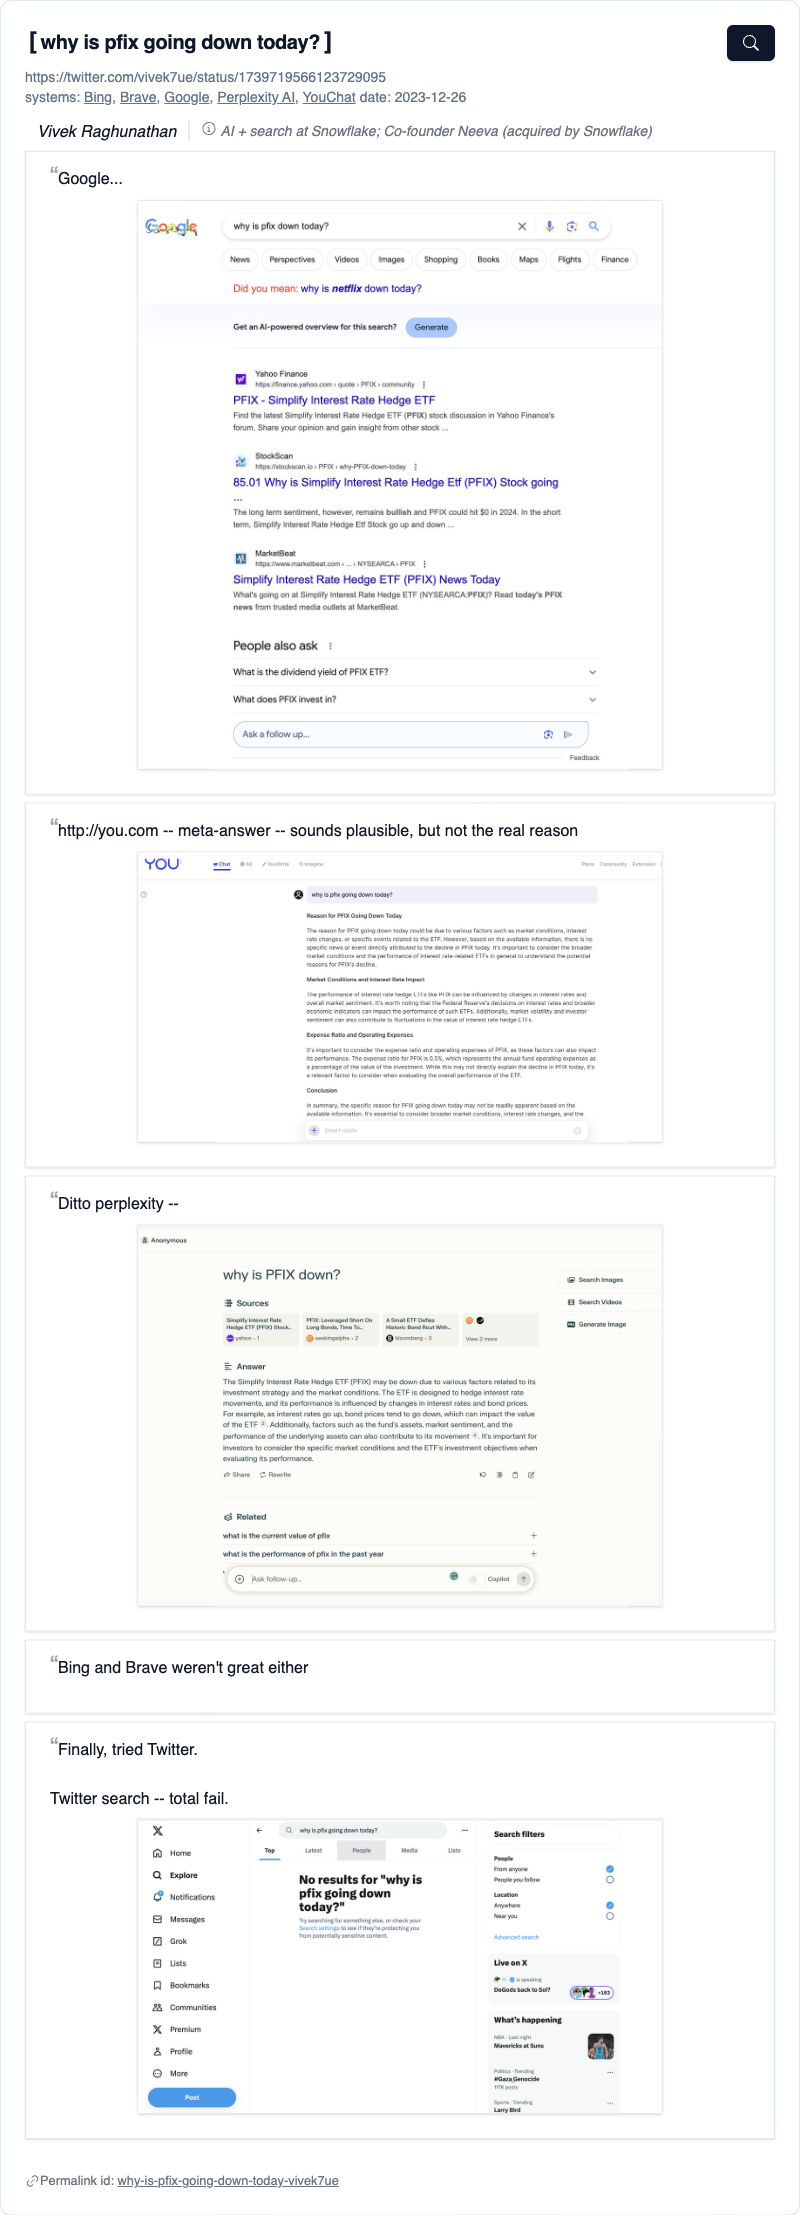 [ why is pfix going down today? ]
https://twitter.com/vivek7ue/status/1739719566123729095
systems: Bing, Brave, Google, Perplexity AI, YouChat date: 2023-12-26
Vivek Raghunathan
AI + search at Snowflake; Co-founder Neeva (acquired by Snowflake)
“Google...
Google
why is pfix down today?
News Perspectives Videos Images Shopping Books Maps Flights Finance
Did you mean: why is netflix down today?
Get an AI-powered overview for this search? Generate
Yahoo Finance
https://finance.yahoo.com › quote › PFIX › community
PFIX - Simplify Interest Rate Hedge ETF
Find the latest Simplify Interest Rate Hedge ETF (PFIX) stock discussion in Yahoo Finance's
forum. Share your opinion and gain insight from other stock ...
StockScan
https://stockscan.io › PFIX › why-PFIX-down-today
85.01 Why is Simplify Interest Rate Hedge Etf (PFIX) Stock going
...
The long term sentiment, however, remains bullish and PFIX could hit $0 in 2024. In the short
term, Simplify Interest Rate Hedge Etf Stock go up and down ...
MarketBeat
https://www.marketbeat.com › ... › NYSEARCA › PFIX
Simplify Interest Rate Hedge ETF (PFIX) News Today
What's going on at Simplify Interest Rate Hedge ETF (NYSEARCA:PFIX)? Read today's PFIX
news from trusted media outlets at MarketBeat.
People also ask
What is the dividend yield of PFIX ETF?
What does PFIX invest in?
Ask a follow up...
Feedback
“http://you.com -- meta-answer -- sounds plausible, but not the real reason
YOU
Chat All YouWrite Imagine
Plans Community Extension
why is pfix going down today?
Reason for PFIX Going Down Today
The reason for PFIX going down today could be due to various factors such as market conditions, interest
rate changes, or specific events related to the ETF. However, based on the available information, there is no
specific news or event directly attributed to the decline in PFIX today. It's important to consider the broader
market conditions and the performance of interest rate-related ETFs in general to understand the potential
reasons for PFIX's decline.
Market Conditions and Interest Rate Impact
The performance of interest rate hedge ETFs like PFIX can be influenced by changes in interest rates and
overall market sentiment. It's worth noting that the Federal Reserve's decisions on interest rates and broader
economic indicators can impact the performance of such ETFs. Additionally, market volatility and investor
sentiment can also contribute to fluctuations in the value of interest rate hedge ETFs.
Expense Ratio and Operating Expenses
It's important to consider the expense ratio and operating expenses of PFIX, as these factors can also impact
its performance. The expense ratio for PFIX is 0.5%, which represents the annual fund operating expenses as
a percentage of the value of the investment. While this may not directly explain the decline in PFIX today, it's
a relevant factor to consider when evaluating the overall performance of the ETF.
Conclusion
In summary, the specific reason for PFIX going down today may not be readily apparent based on the
available information. It's essential to consider broader market conditions, interest rate changes, and the
Smart mode
“Ditto perplexity --
Anonymous
why is PFIX down?
Search Images
Search Videos
Generate Image
Sources
Simplify Interest Rate Hedge ETF (PFIX) Stock...
yahoo • 1
PFIX: Leveraged Short On Long Bonds, Time To...
seekingalpha • 2
A Small ETF Defies Historic Bond Rout With...
bloomberg • 3
View 2 more
Answer
The Simplify Interest Rate Hedge ETF (PFIX) may be down due to various factors related to its
investment strategy and the market conditions. The ETF is designed to hedge interest rate
movements, and its performance is influenced by changes in interest rates and bond prices.
For example, as interest rates go up, bond prices tend to go down, which can impact the value
of the ETF. Additionally, factors such as the fund's assets, market sentiment, and the
performance of the underlying assets can also contribute to its movement. It's important for
investors to consider the specific market conditions and the ETF's investment objectives when
evaluating its performance.
Share Rewrite
Related
what is the current value of pfix
what is the performance of pfix in the past year
Ask follow-up...
Copilot
“Bing and Brave weren't great either
“Finally, tried Twitter.
Twitter search -- total fail.
Home
Explore
Notifications
Messages
Grok
Lists
Bookmarks
Communities
Premium
Profile
More
Post
why is pfix going down today?
Top Latest People Media Lists
No results for "why is
pfix going down
today?"
Try searching for something else, or check your
Search settings to see if they're protecting you
from potentially sensitive content.
Search filters
People
From anyone
People you follow
Location
Anywhere
Near you
Advanced search
Live on X
is speaking
DeGods back to Sol?
+163
What's happening
NBA · Last night
Mavericks at Suns
Politics · Trending
#Gaza_Genocide
117K posts
Sports · Trending
Larry Bird
Permalink id: why-is-pfix-going-down-today-vivek7ue